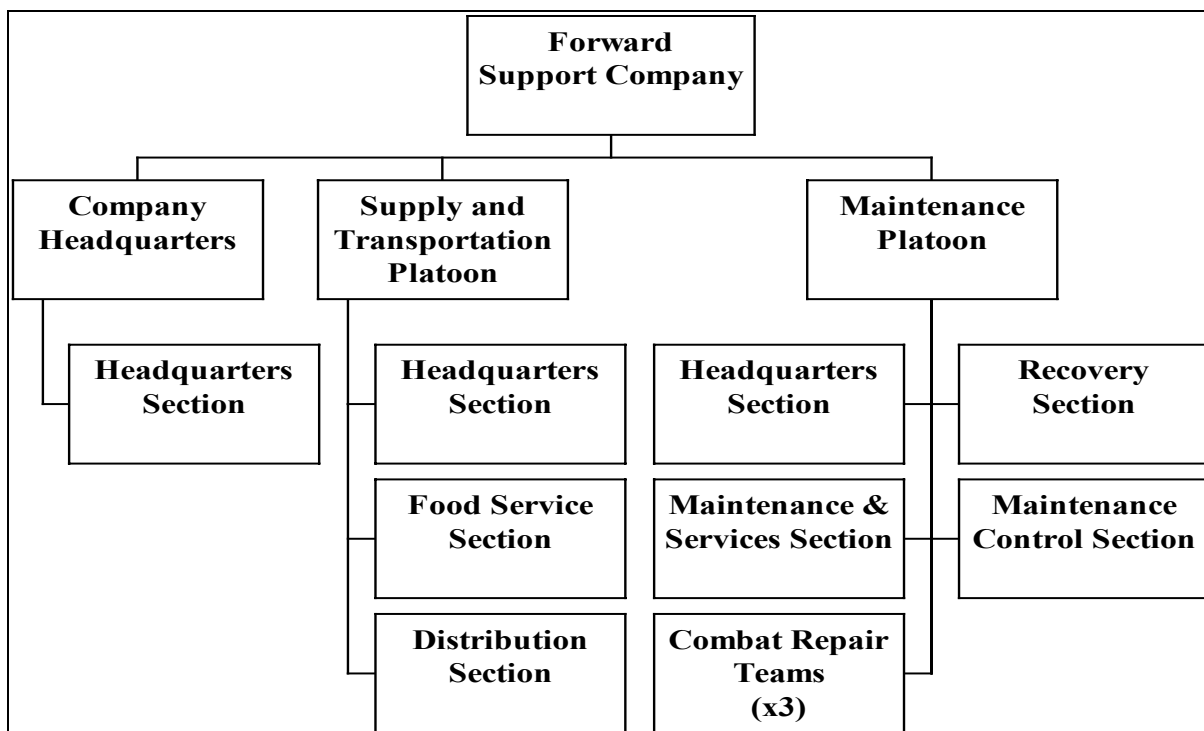 Forward
Support Company
Company
Headquarters
Supply and
Transportation
Platoon
Maintenance
Platoon
Headquarters
Section
Headquarters
Section
Headquarters
Section
Recovery
Section
Food Service
Section
Maintenance &
Services Section
Maintenance
Control Section
Distribution
Section
Combat Repair
Teams
(x3)